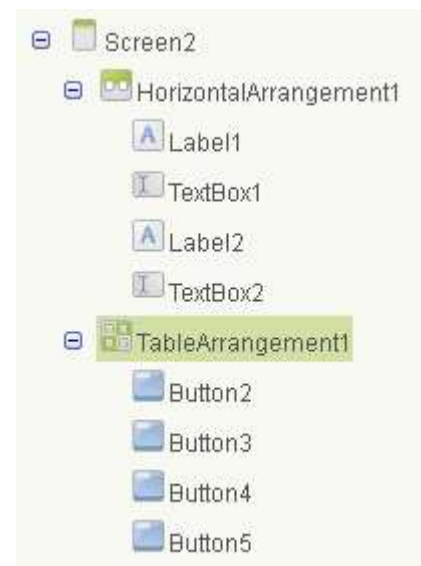 Screen2
HorizontalArrangement1
Label1
TextBox1
Label2
TextBox2
TableArrangement1
Button2
Button3
Button4
Button5